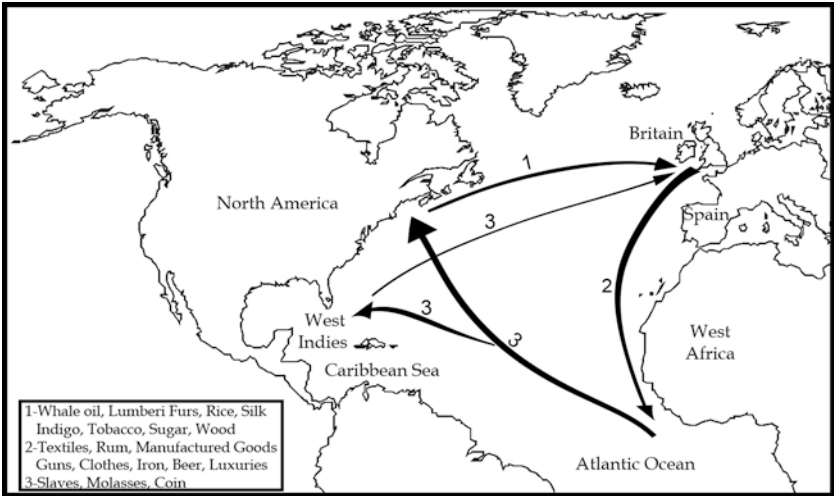 Britain
1
North America
Spain
3
2
3
West
Indies
3
West
Africa
Caribbean Sea
1-Whale oil, Lumberi Furs, Rice, Silk
Indigo, Tobacco, Sugar, Wood
2-Textiles, Rum, Manufactured Goods
Guns, Clothes, Iron, Beer, Luxuries
3-Slaves, Molasses, Coin
Atlantic Ocean